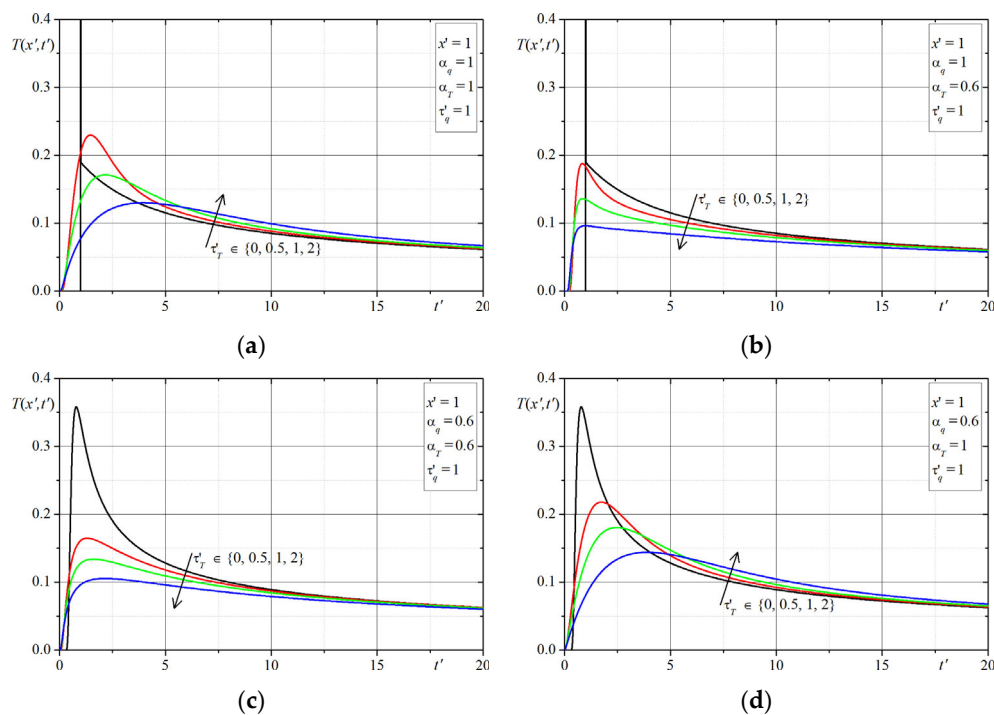 0.4
T(x′,t′)
0.3
0.2
0.1
0.0
0
5
10
15
t′
20
x′ = 1
α_q = 1
α_T = 1
τ′_q = 1
τ′_T ∈ {0, 0.5, 1, 2}
(a)
0.4
T(x′,t′)
0.3
0.2
0.1
0.0
0
5
10
15
t′
20
x′ = 1
α_q = 1
α_T = 0.6
τ′_q = 1
τ′_T ∈ {0, 0.5, 1, 2}
(b)
0.4
T(x′,t′)
0.3
0.2
0.1
0.0
0
5
10
15
t′
20
x′ = 1
α_q = 0.6
α_T = 0.6
τ′_q = 1
τ′_T ∈ {0, 0.5, 1, 2}
(c)
0.4
T(x′,t′)
0.3
0.2
0.1
0.0
0
5
10
15
t′
20
x′ = 1
α_q = 0.6
α_T = 1
τ′_q = 1
τ′_T ∈ {0, 0.5, 1, 2}
(d)